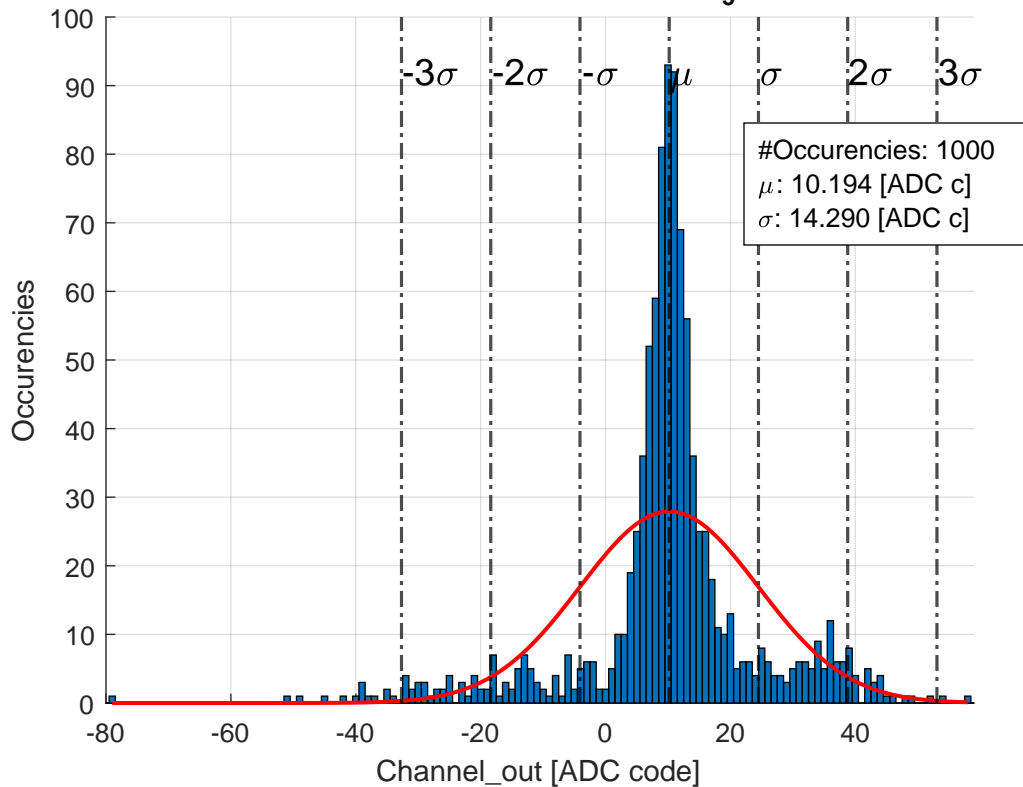 100
90
80
70
60
50
40
30
20
10
0
-3σ -2σ -σ μ σ 2σ 3σ
#Occurencies: 1000
μ: 10.194 [ADC c]
σ: 14.290 [ADC c]
Occurencies
-80 -60 -40 -20 0 20 40
Channel_out [ADC code]